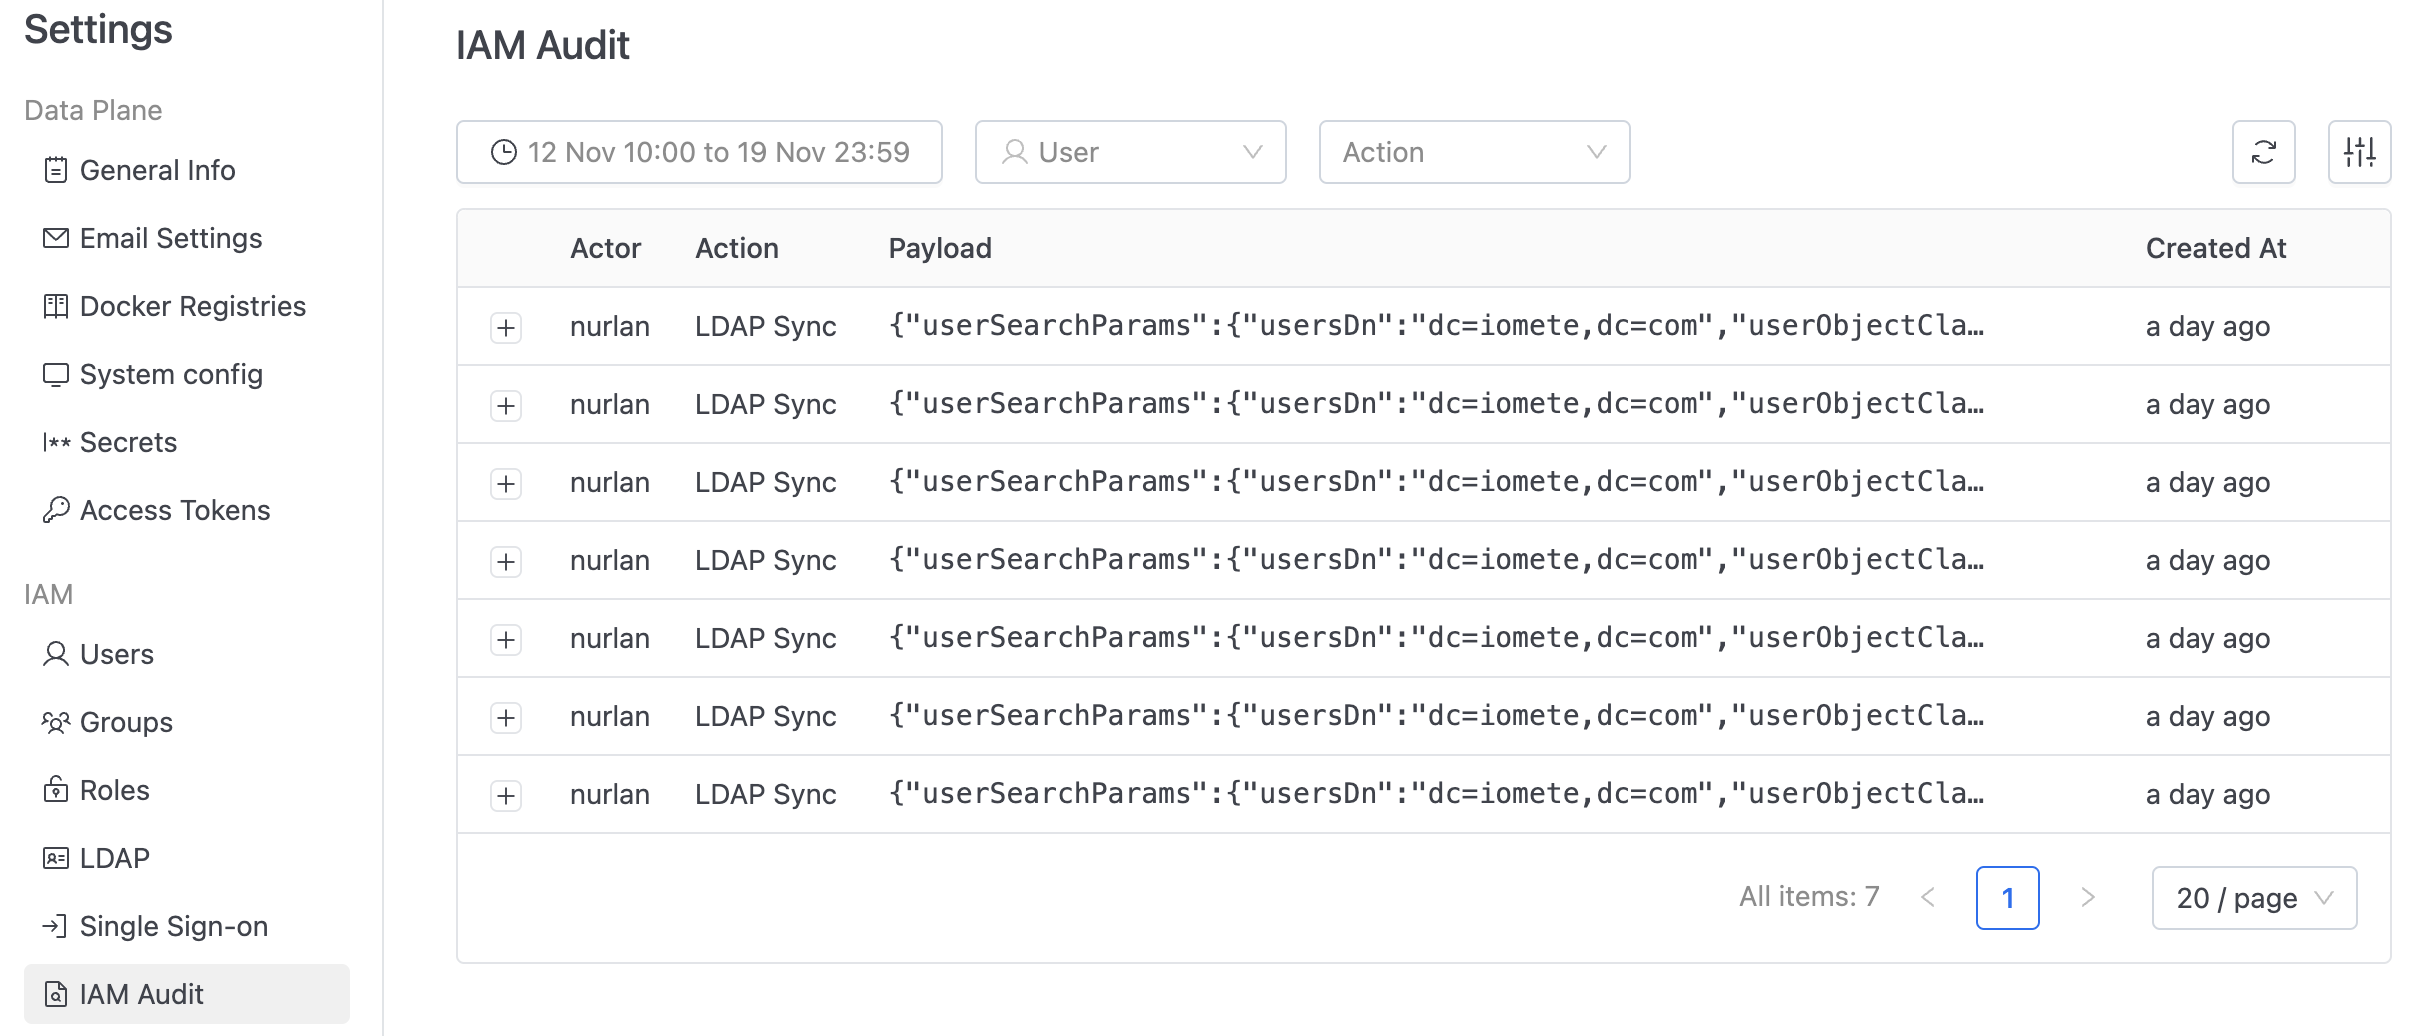 Settings
Data Plane
General Info
Email Settings
Docker Registries
System config
Secrets
Access Tokens
IAM
Users
Groups
Roles
LDAP
Single Sign-on
IAM Audit
IAM Audit
12 Nov 10:00 to 19 Nov 23:59 User Action
Actor Action Payload Created At
nurlan LDAP Sync {"userSearchParams":{"usersDn":"dc=iomete,dc=com","userObjectCla… a day ago
nurlan LDAP Sync {"userSearchParams":{"usersDn":"dc=iomete,dc=com","userObjectCla… a day ago
nurlan LDAP Sync {"userSearchParams":{"usersDn":"dc=iomete,dc=com","userObjectCla… a day ago
nurlan LDAP Sync {"userSearchParams":{"usersDn":"dc=iomete,dc=com","userObjectCla… a day ago
nurlan LDAP Sync {"userSearchParams":{"usersDn":"dc=iomete,dc=com","userObjectCla… a day ago
nurlan LDAP Sync {"userSearchParams":{"usersDn":"dc=iomete,dc=com","userObjectCla… a day ago
nurlan LDAP Sync {"userSearchParams":{"usersDn":"dc=iomete,dc=com","userObjectCla… a day ago
All items: 7 < 1 > 20 / page